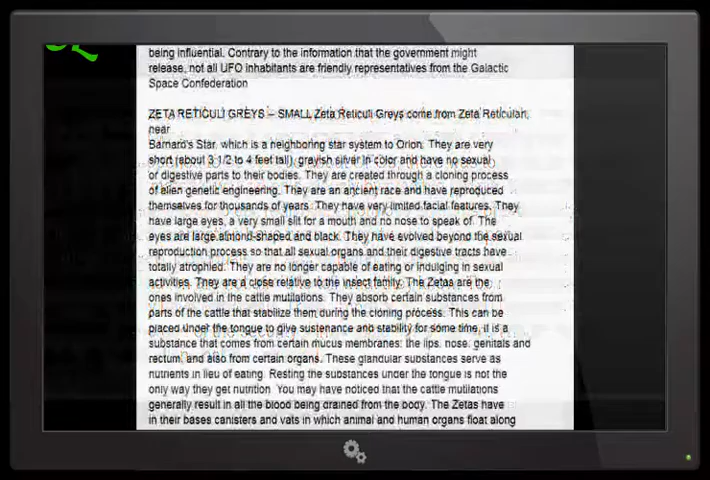 being influential. Contrary to the information that the government might
release, not all UFO inhabitants are friendly representatives from the Galactic
Space Confederation
ZETA RETICULI GREYS – SMALL Zeta Reticuli Greys come from Zeta Reticulan,
near
Barnard's Star, which is a neighboring star system to Orion. They are very
short (about 3 1/2 to 4 feet tall), grayish silver in color and have no sexual
or digestive parts to their bodies. They are created through a cloning process
of alien genetic engineering. They are an ancient race and have reproduced
themselves for thousands of years. They have very limited facial features. They
have large eyes, a very small slit for a mouth and no nose to speak of. The
eyes are large almond-shaped and black. They have evolved beyond the sexual
reproduction process so that all sexual organs and their digestive tracts have
totally atrophied. They are no longer capable of eating or indulging in sexual
activities. They are a close relative to the insect family. The Zetas are the
ones involved in the cattle mutilations. They absorb certain substances from
parts of the cattle that stabilize them during the cloning process. This can be
placed under the tongue to give sustenance and stability for some time, it is a
substance that comes from certain mucus membranes: the lips, nose, genitals and
rectum, and also from certain organs. These glandular substances serve as
nutrients in lieu of eating. Resting the substances under the tongue is not the
only way they get nutrition. You may have noticed that the cattle mutilations
generally result in all the blood being drained from the body. The Zetas have
in their bases canisters and vats in which animal and human organs float along